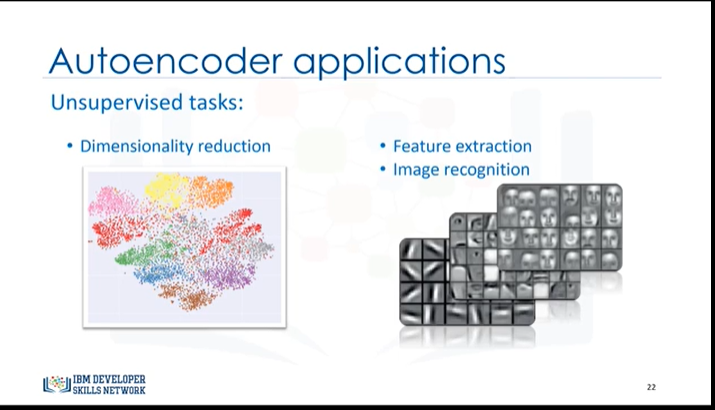 Autoencoder applications
Unsupervised tasks:
• Dimensionality reduction
• Feature extraction
• Image recognition
IBM DEVELOPER
SKILLS NETWORK
22